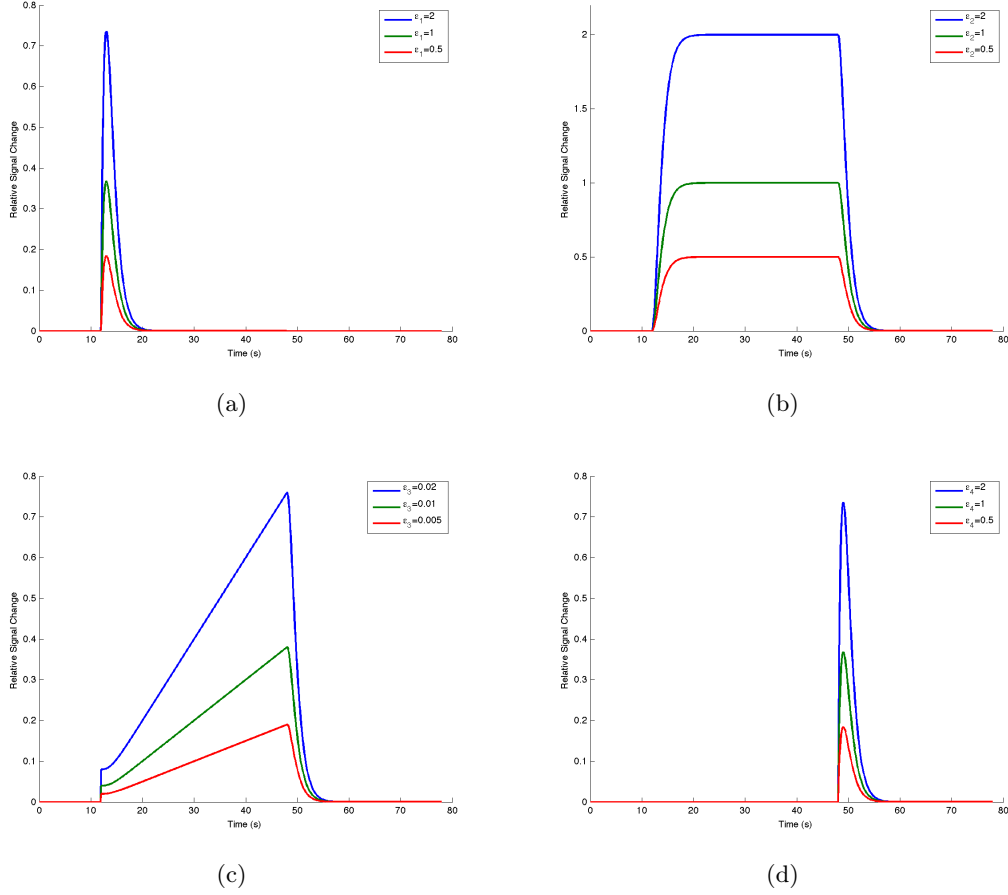 0.8
0.7
0.6
0.5
0.4
0.3
0.2
0.1
0
Relative Signal Change
0 10 20 30 40 50 60 70 80
Time (s)
ε1=2
ε1=1
ε1=0.5
(a)
2
1.5
1
0.5
0
Relative Signal Change
0 10 20 30 40 50 60 70 80
Time (s)
ε2=2
ε2=1
ε2=0.5
(b)
0.8
0.7
0.6
0.5
0.4
0.3
0.2
0.1
0
Relative Signal Change
0 10 20 30 40 50 60 70 80
Time (s)
ε3=0.02
ε3=0.01
ε3=0.005
(c)
0.8
0.7
0.6
0.5
0.4
0.3
0.2
0.1
0
Relative Signal Change
0 10 20 30 40 50 60 70 80
Time (s)
ε4=2
ε4=1
ε4=0.5
(d)